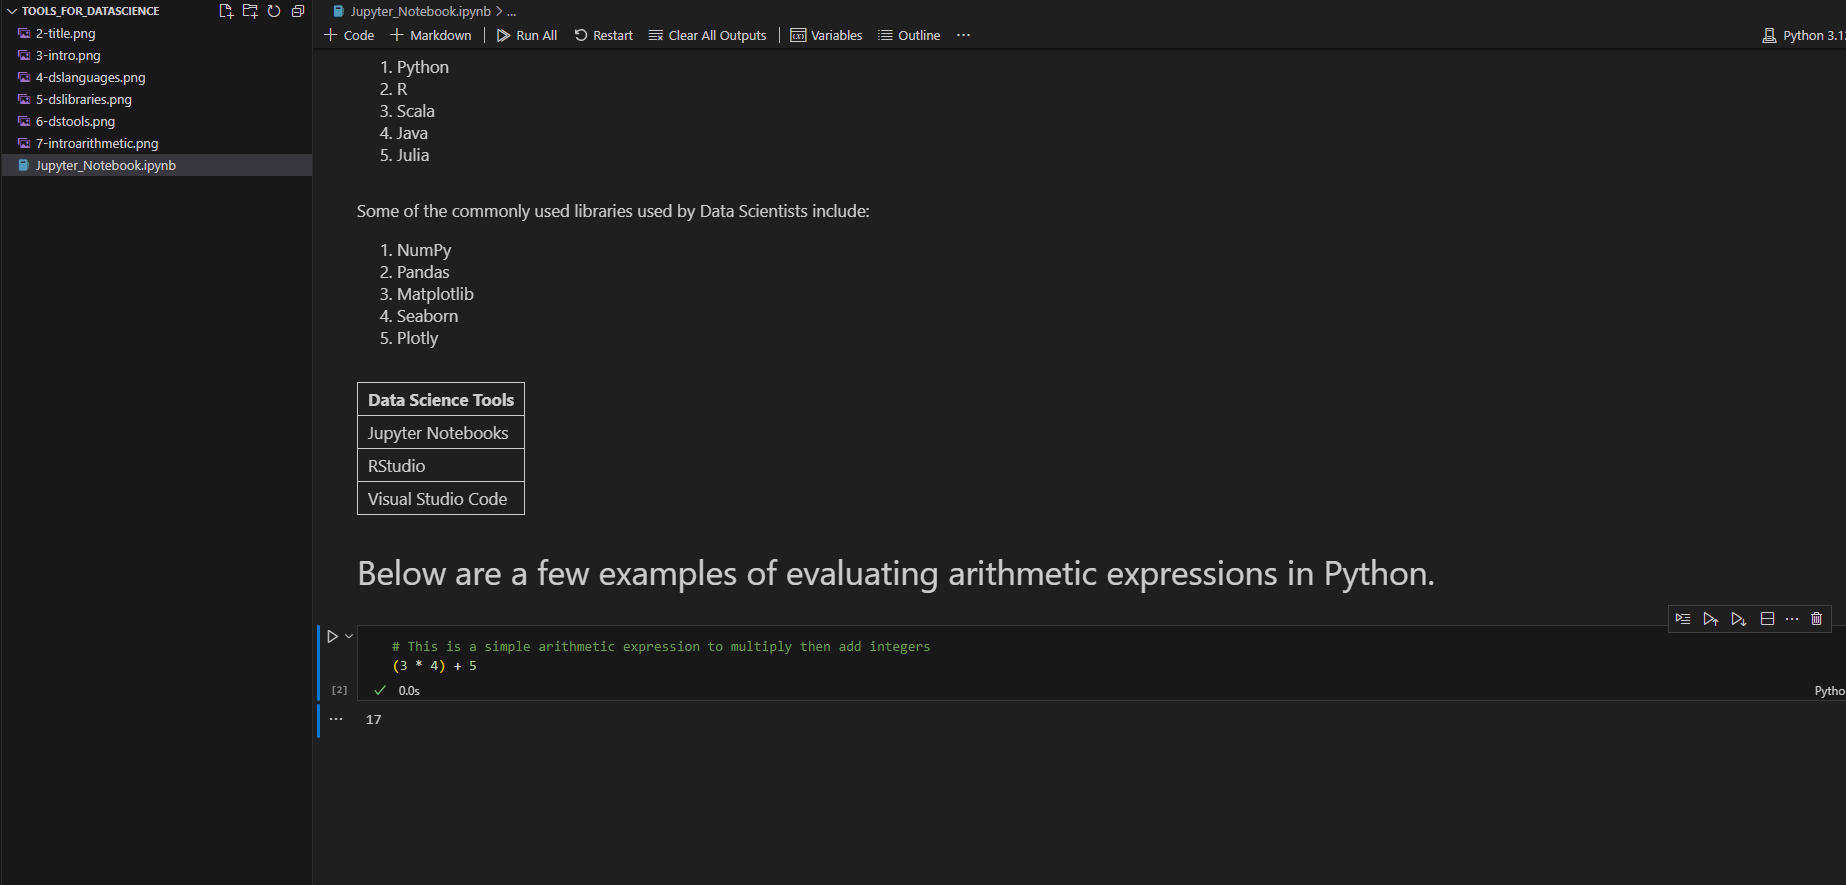 TOOLS_FOR_DATASCIENCE
2-title.png
3-intro.png
4-dslanguages.png
5-dslibraries.png
6-dstools.png
7-introarithmetic.png
Jupyter_Notebook.ipynb
Jupyter_Notebook.ipynb > ...
+ Code + Markdown | Run All Restart Clear All Outputs | Variables Outline ...
1. Python
2. R
3. Scala
4. Java
5. Julia
Some of the commonly used libraries used by Data Scientists include:
1. NumPy
2. Pandas
3. Matplotlib
4. Seaborn
5. Plotly
Data Science Tools
Jupyter Notebooks
RStudio
Visual Studio Code
Below are a few examples of evaluating arithmetic expressions in Python.
# This is a simple arithmetic expression to multiply then add integers
(3 * 4) + 5
[2] ✓ 0.0s
17
Python 3.1
Pytho